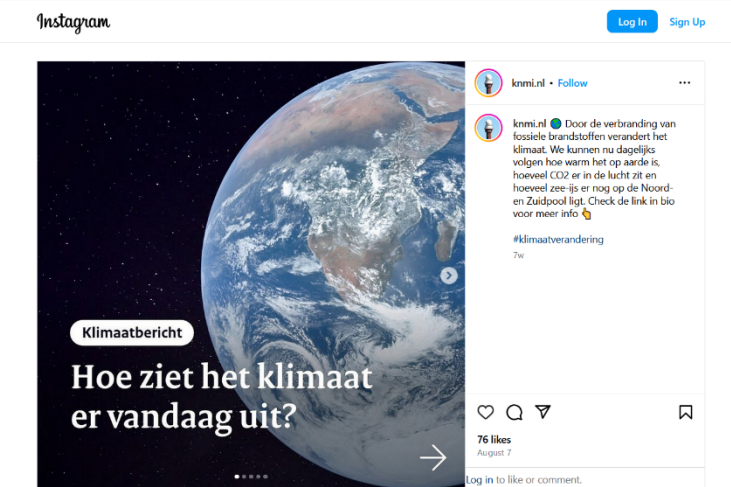 Instagram
Log In
Sign Up
Klimaatbericht
Hoe ziet het klimaat
er vandaag uit?
knmi.nl • Follow
knmi.nl 🌍 Door de verbranding van
fossiele brandstoffen verandert het
klimaat. We kunnen nu dagelijks
volgen hoe warm het op aarde is,
hoeveel CO2 er in de lucht zit en
hoeveel zee-ijs er nog op de Noord-
en Zuidpool ligt. Check de link in bio
voor meer info 👆
#klimaatverandering
7w
76 likes
August 7
Log in to like or comment.